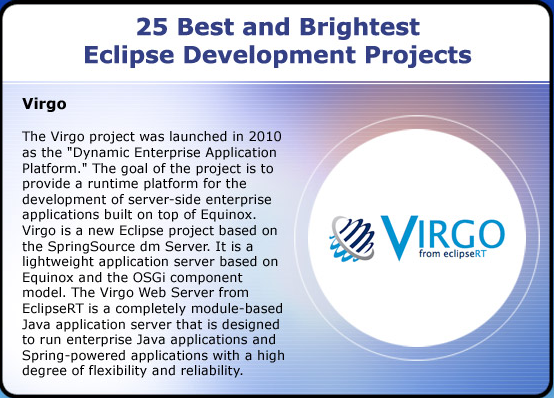 25 Best and Brightest
Eclipse Development Projects
Virgo
The Virgo project was launched in 2010
as the "Dynamic Enterprise Application
Platform." The goal of the project is to
provide a runtime platform for the
development of server-side enterprise
applications built on top of Equinox.
Virgo is a new Eclipse project based on
the SpringSource dm Server. It is a
lightweight application server based on
Equinox and the OSGi component
model. The Virgo Web Server from
EclipseRT is a completely module-based
Java application server that is designed
to run enterprise Java applications and
Spring-powered applications with a high
degree of flexibility and reliability.
VIRGO
from eclipseRT